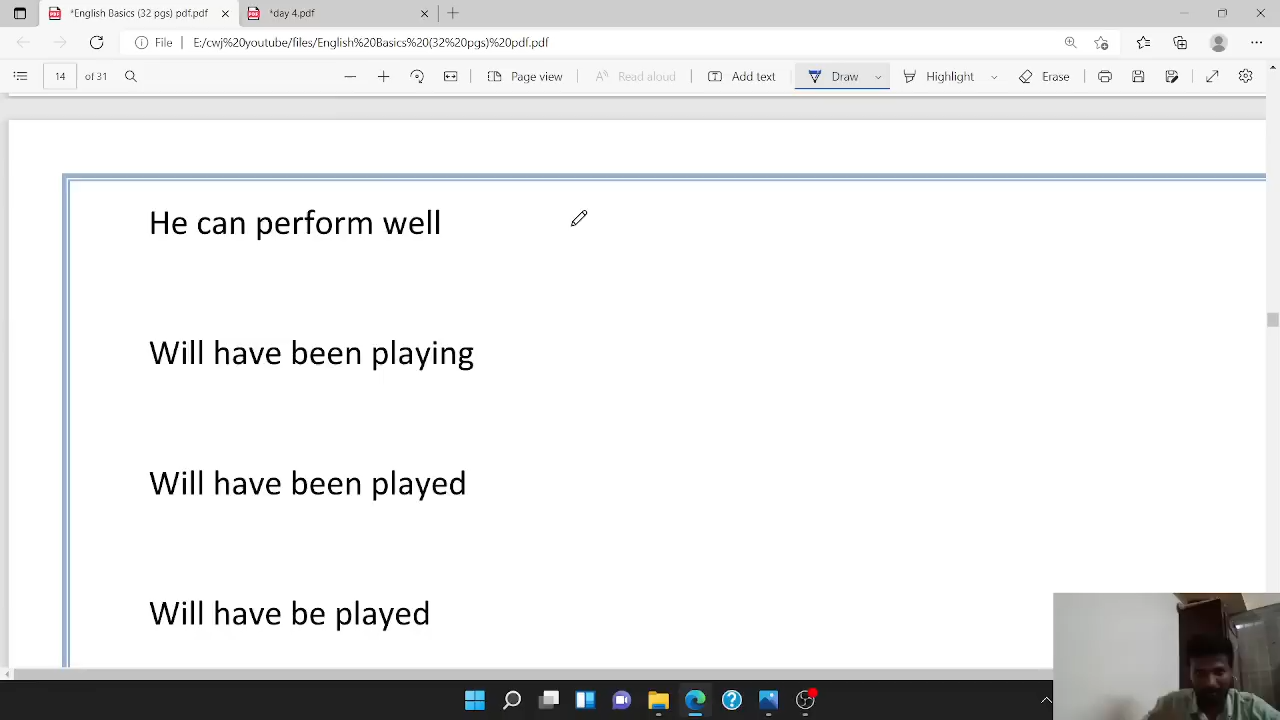 *English Basics (32 pgs) pdf.pdf
*day 4.pdf
File
E:/cwj%20youtube/files/English%20Basics%20(32%20pgs)%20pdf.pdf
14 of 31
Page view
Read aloud
Add text
Draw
Highlight
Erase
He can perform well
Will have been playing
Will have been played
Will have be played